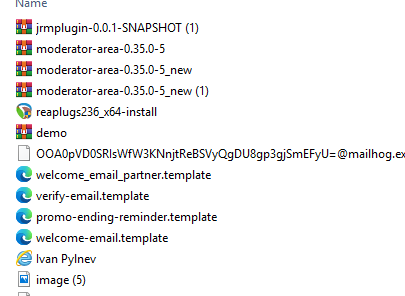 Name
jrmplugin-0.0.1-SNAPSHOT (1)
moderator-area-0.35.0-5
moderator-area-0.35.0-5_new
moderator-area-0.35.0-5_new (1)
reaplugs236_x64-install
demo
OOA0pVD0SRlsWfW3KNnjtReBSVyQgDU8gp3gjSmEFyU=@mailhog.ex
welcome_email_partner.template
verify-email.template
promo-ending-reminder.template
welcome-email.template
Ivan Pylnev
image (5)